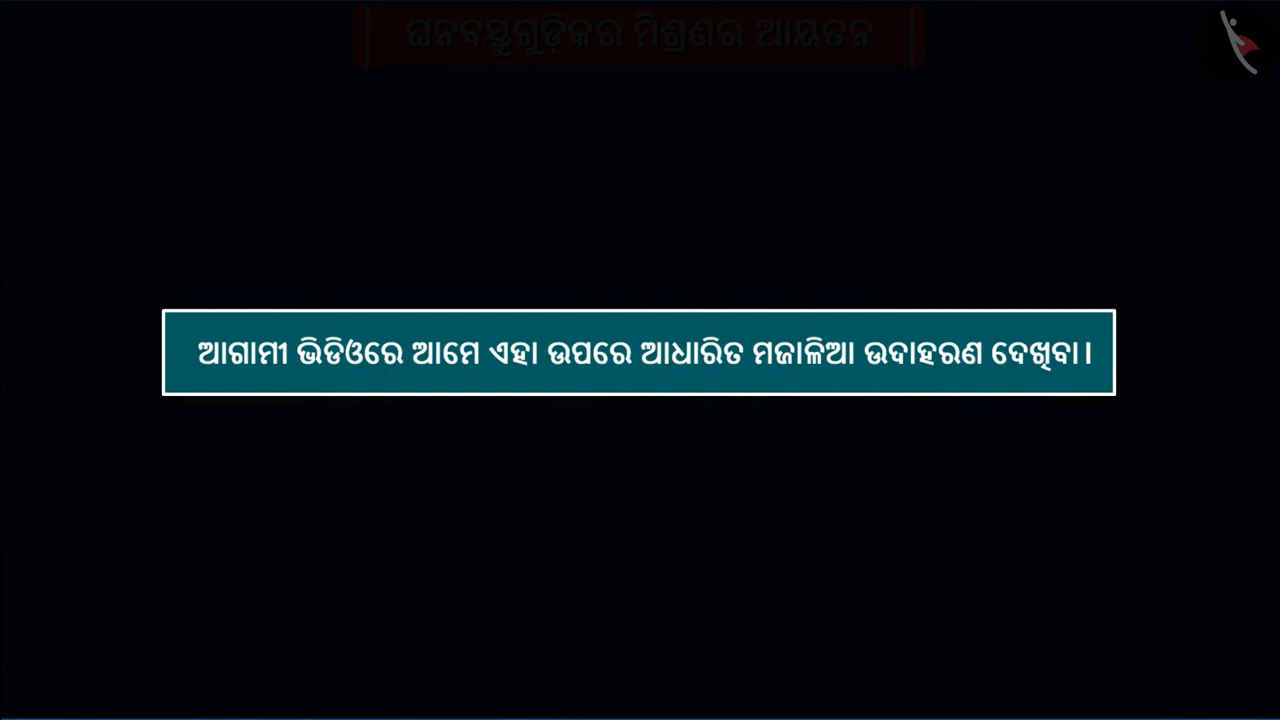 ଘନବସ୍ତୁଗୁଡ଼ିକର ମିଶ୍ରଣର ଆୟତନ
ଆଗାମୀ ଭିଡିଓରେ ଆମେ ଏହା ଉପରେ ଆଧାରିତ ମଜାଳିଆ ଉଦାହରଣ ଦେଖିବା।